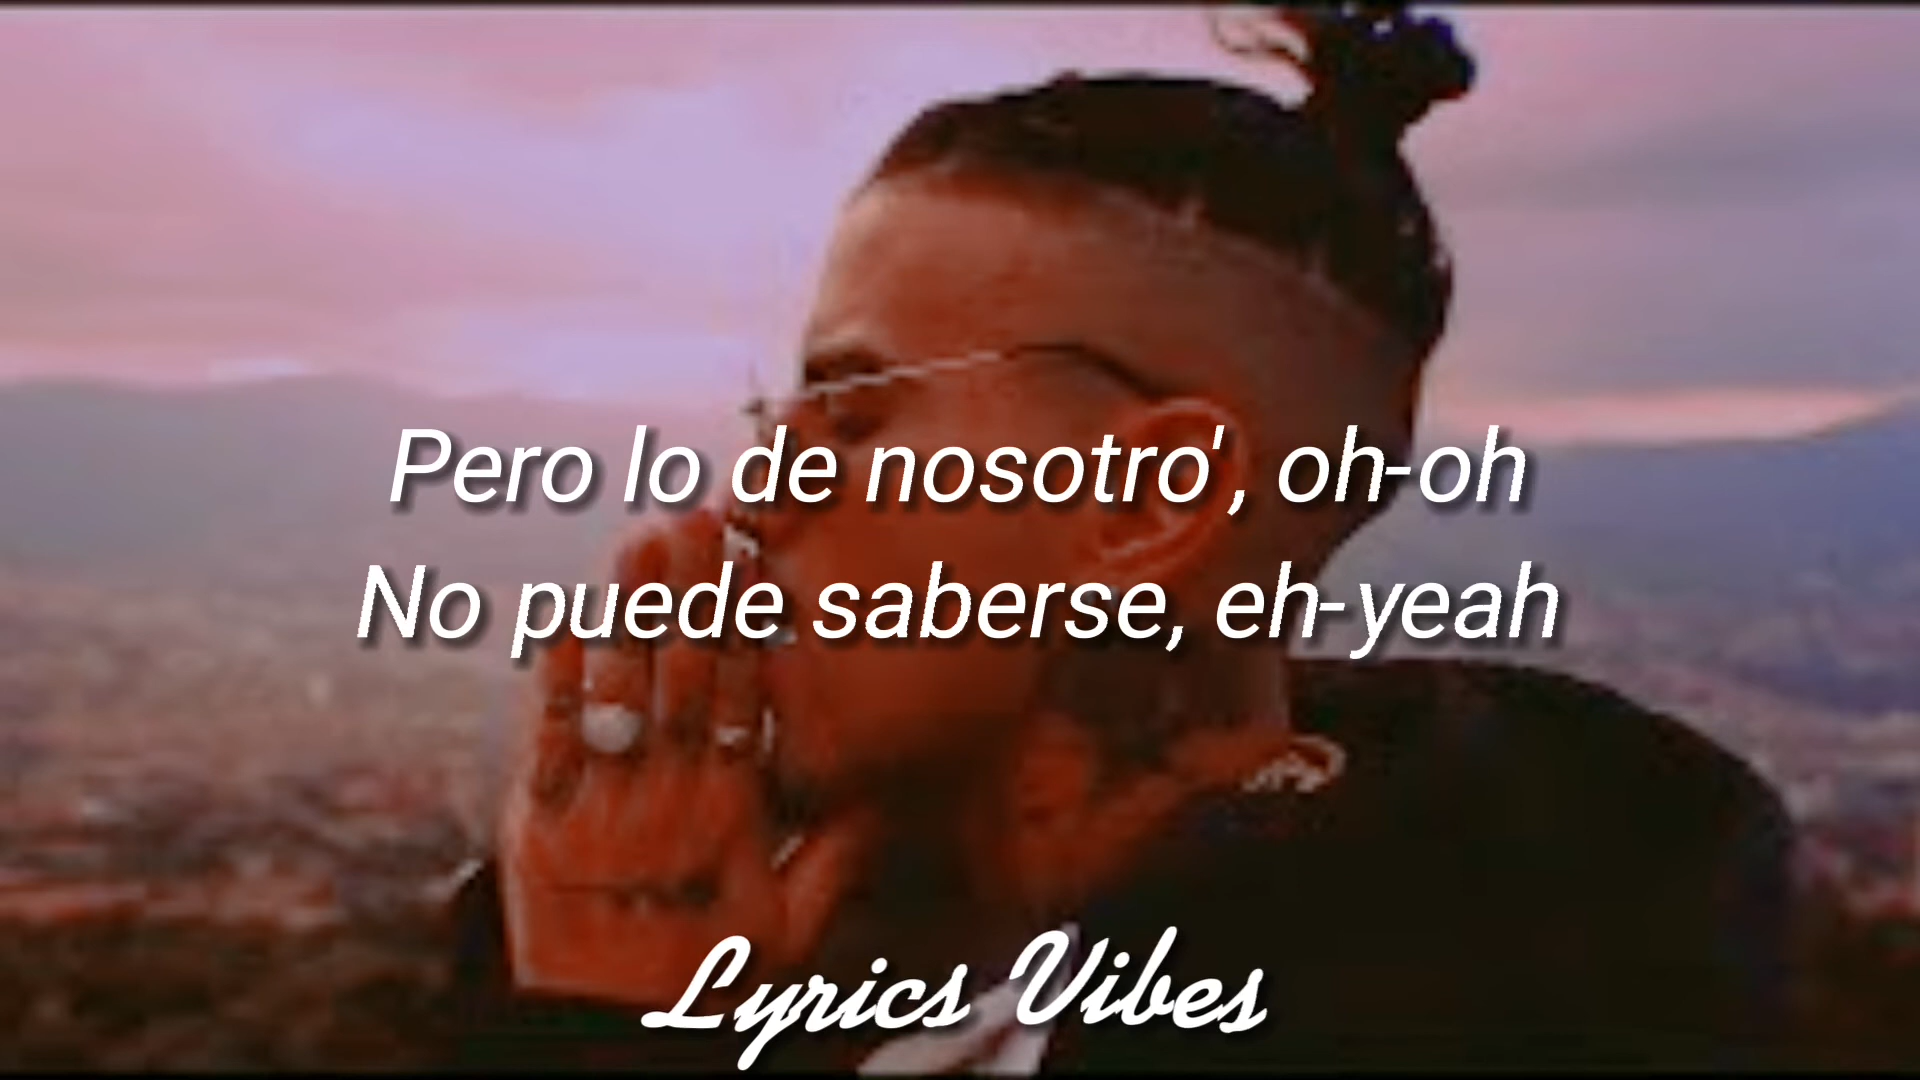 Pero lo de nosotro', oh-oh
No puede saberse, eh-yeah
Lyrics Vibes